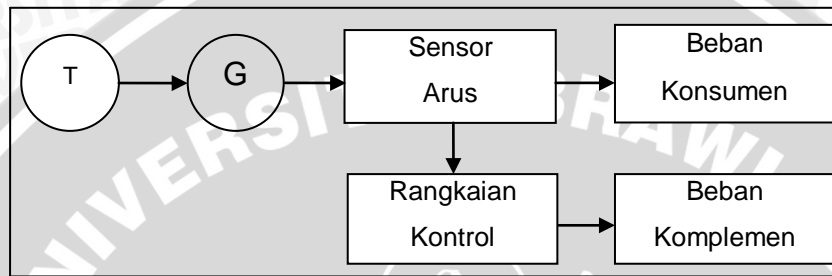 T
G
Sensor
Arus
Beban
Konsumen
Rangkaian
Kontrol
Beban
Komplemen